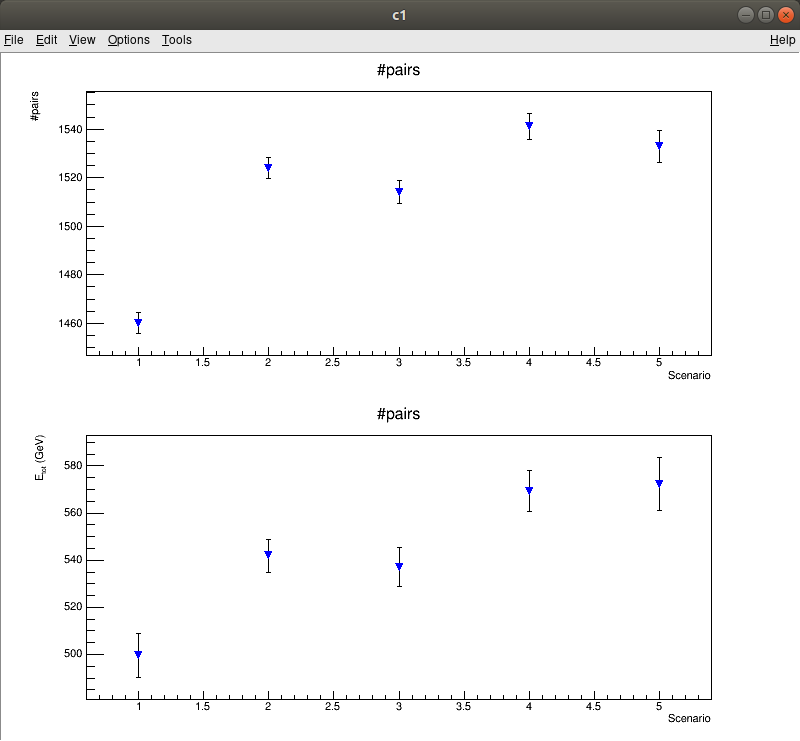 c1
File Edit View Options Tools Help
#pairs
#pairs
1540
1520
1500
1480
1460
1 1.5 2 2.5 3 3.5 4 4.5 5
Scenario
#pairs
E_tot (GeV)
580
560
540
520
500
1 1.5 2 2.5 3 3.5 4 4.5 5
Scenario